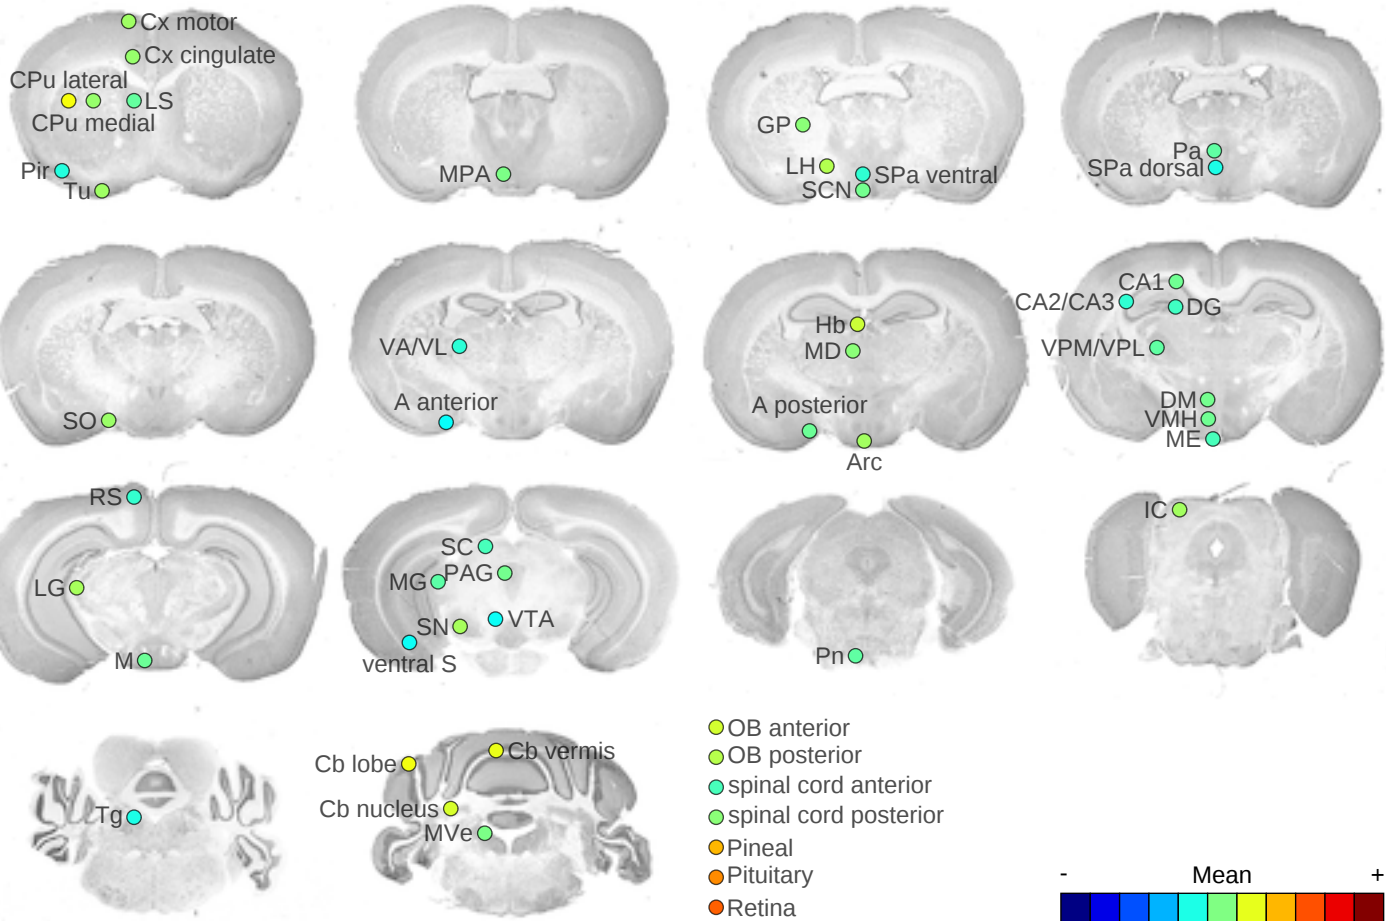 Cx motor
Cx cingulate
CPu lateral
LS
CPu medial
Pir
Tu
MPA
GP
LH
SPa ventral
SCN
Pa
SPa dorsal
SO
VA/VL
A anterior
Hb
MD
A posterior
Arc
CA1
CA2/CA3
DG
VPM/VPL
DM
VMH
ME
RS
LG
M
SC
PAG
MG
SN
VTA
ventral S
Pn
IC
Tg
Cb lobe
Cb vermis
Cb nucleus
MVe
OB anterior
OB posterior
spinal cord anterior
spinal cord posterior
Pineal
Pituitary
Retina
- Mean +